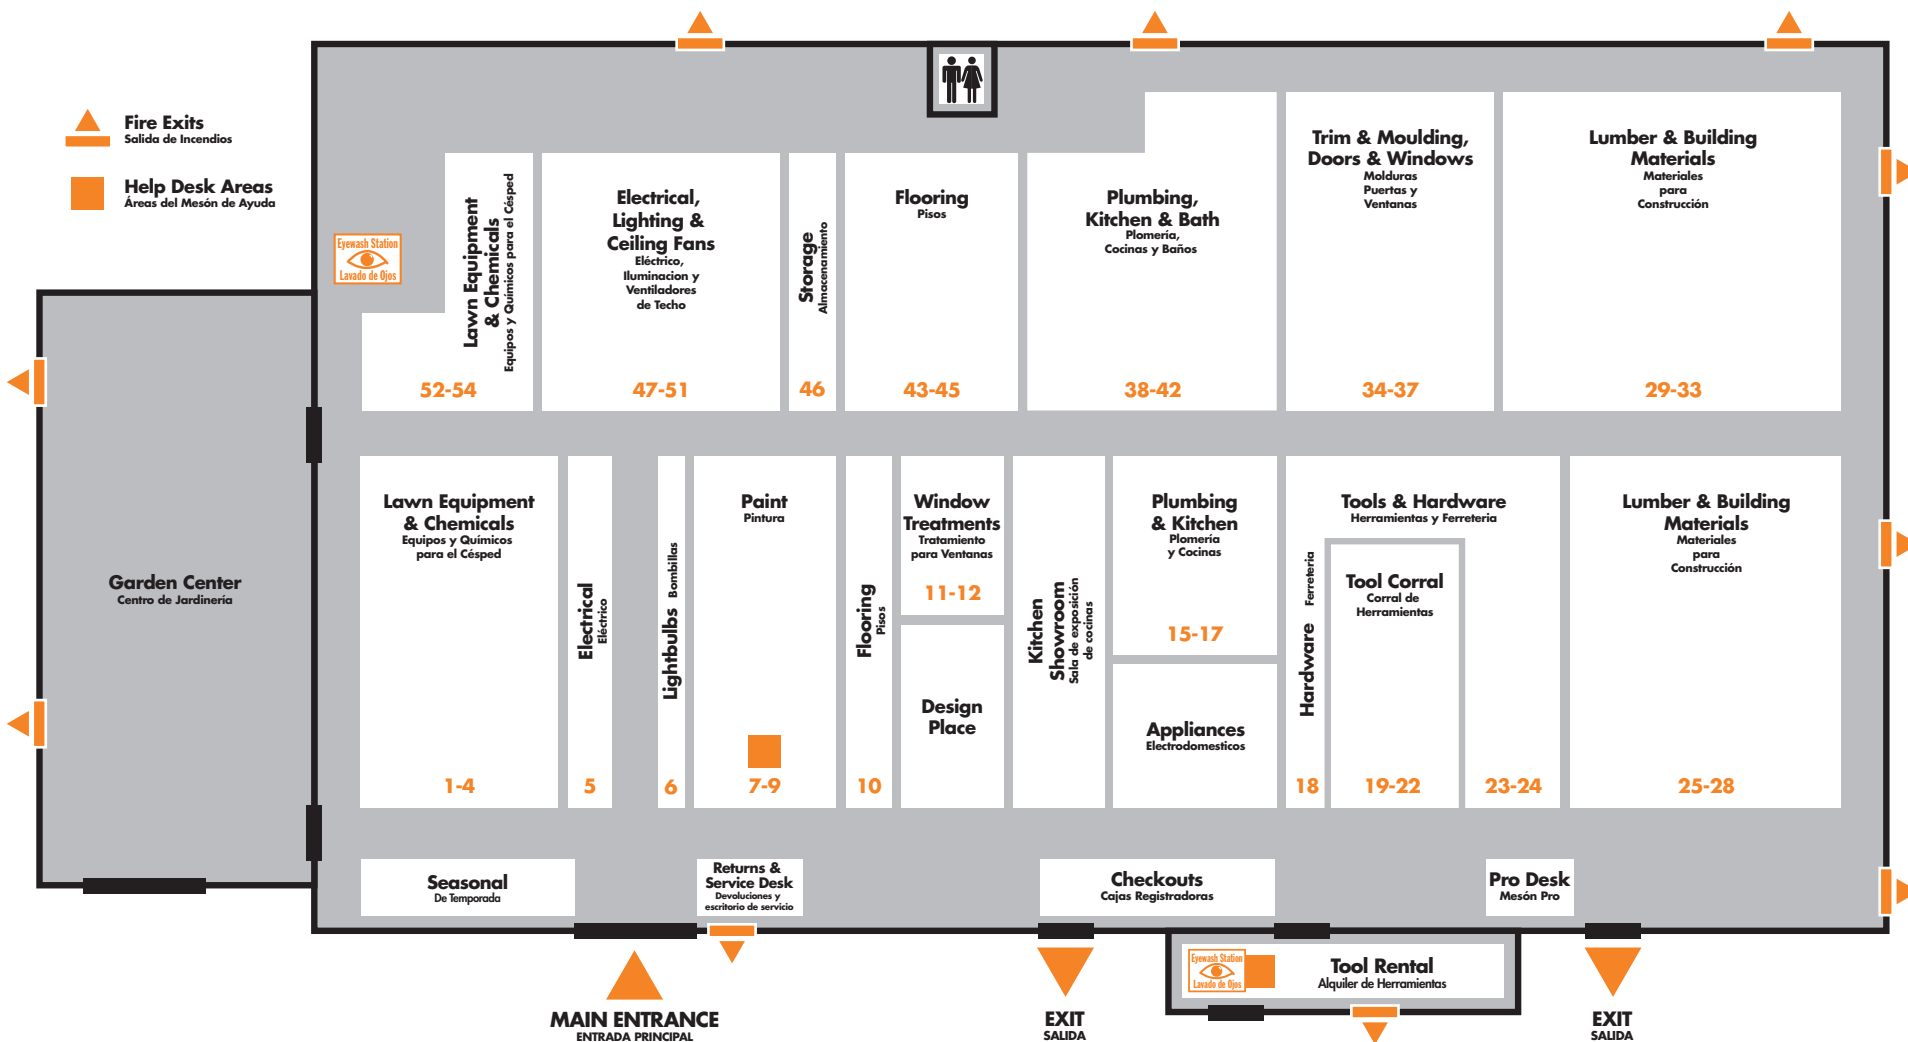 Fire Exits
Salida de Incendios
Help Desk Areas
Áreas del Mesón de Ayuda
Eyewash Station
Lavado de Ojos
Lawn Equipment
& Chemicals
Equipos y Químicos para el Césped
52-54
Electrical,
Lighting &
Ceiling Fans
Eléctrico,
Iluminacion y
Ventiladores
de Techo
47-51
Storage
Almacenamiento
46
Flooring
Pisos
43-45
Plumbing,
Kitchen & Bath
Plomería,
Cocinas y Baños
38-42
Trim & Moulding,
Doors & Windows
Molduras
Puertas y
Ventanas
34-37
Lumber & Building
Materials
Materiales
para
Construcción
29-33
Garden Center
Centro de Jardinería
Lawn Equipment
& Chemicals
Equipos y Químicos
para el Césped
1-4
Electrical
Eléctrico
5
Lightbulbs Bombillas
6
Paint
Pintura
7-9
Flooring
Pisos
10
Window
Treatments
Tratamiento
para Ventanas
11-12
Design
Place
Kitchen
Showroom
Sala de exposición
de cocinas
Plumbing
& Kitchen
Plomería
y Cocinas
15-17
Appliances
Electrodomesticos
Tools & Hardware
Herramientas y Ferreteria
Hardware Ferreteria
18
Tool Corral
Corral de
Herramientas
19-22
23-24
Lumber & Building
Materials
Materiales
para
Construcción
25-28
Seasonal
De Temporada
Returns &
Service Desk
Devoluciones y
escritorio de servicio
Checkouts
Cajas Registradoras
Pro Desk
Mesón Pro
Eyewash Station
Lavado de Ojos
Tool Rental
Alquiler de Herramientas
MAIN ENTRANCE
ENTRADA PRINCIPAL
EXIT
SALIDA
EXIT
SALIDA